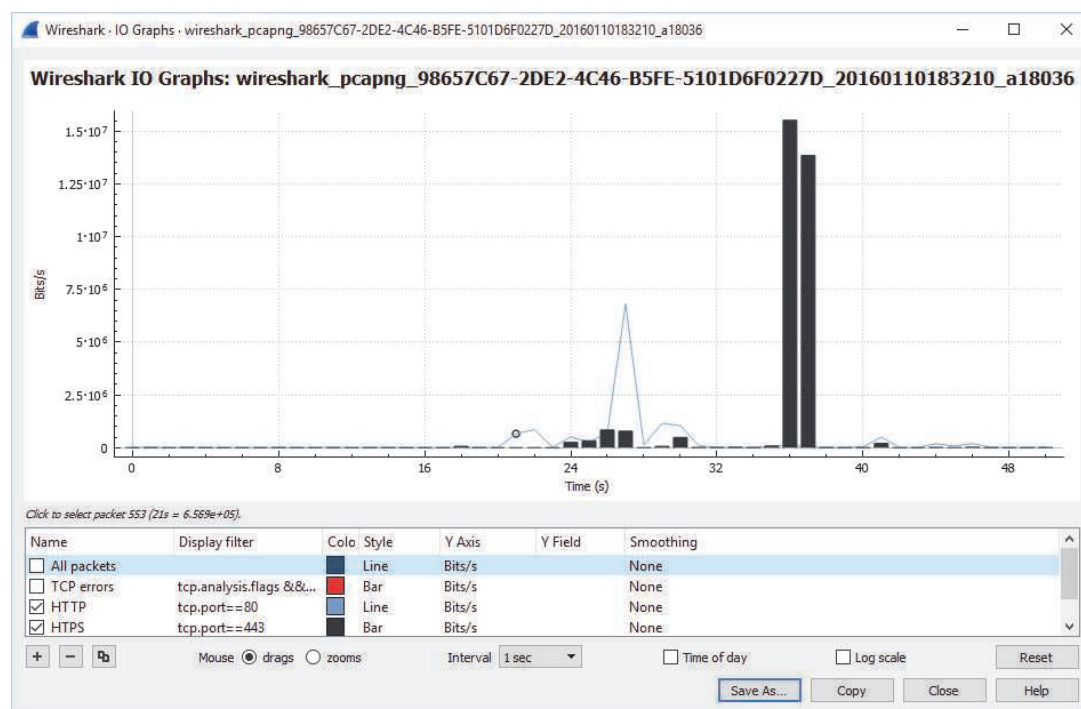 Wireshark · IO Graphs · wireshark_pcapng_98657C67-2DE2-4C46-B5FE-5101D6F0227D_20160110183210_a18036
Wireshark IO Graphs: wireshark_pcapng_98657C67-2DE2-4C46-B5FE-5101D6F0227D_20160110183210_a18036
1.5·10⁷
1.25·10⁷
1·10⁷
7.5·10⁶
5·10⁶
2.5·10⁶
0
Bits/s
0 8 16 24 32 40 48
Time (s)
Click to select packet 553 (21s = 6.569e+05).
Name Display filter Colo Style Y Axis Y Field Smoothing
All packets Line Bits/s None
TCP errors tcp.analysis.flags &&... Bar Bits/s None
HTTP tcp.port==80 Line Bits/s None
HTPS tcp.port==443 Bar Bits/s None
+ − Mouse drags zooms Interval 1 sec Time of day Log scale Reset
Save As... Copy Close Help